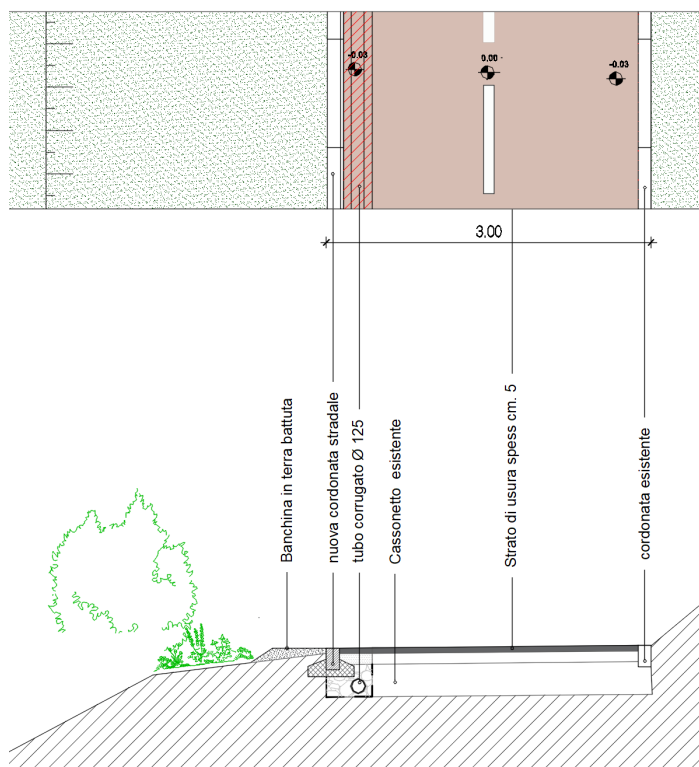 -0.03
0.00
-0.03
3.00
Banchina in terra battuta
nuova cordonata stradale
tubo corrugato Ø 125
Cassonetto esistente
Strato di usura spess cm. 5
cordonata esistente